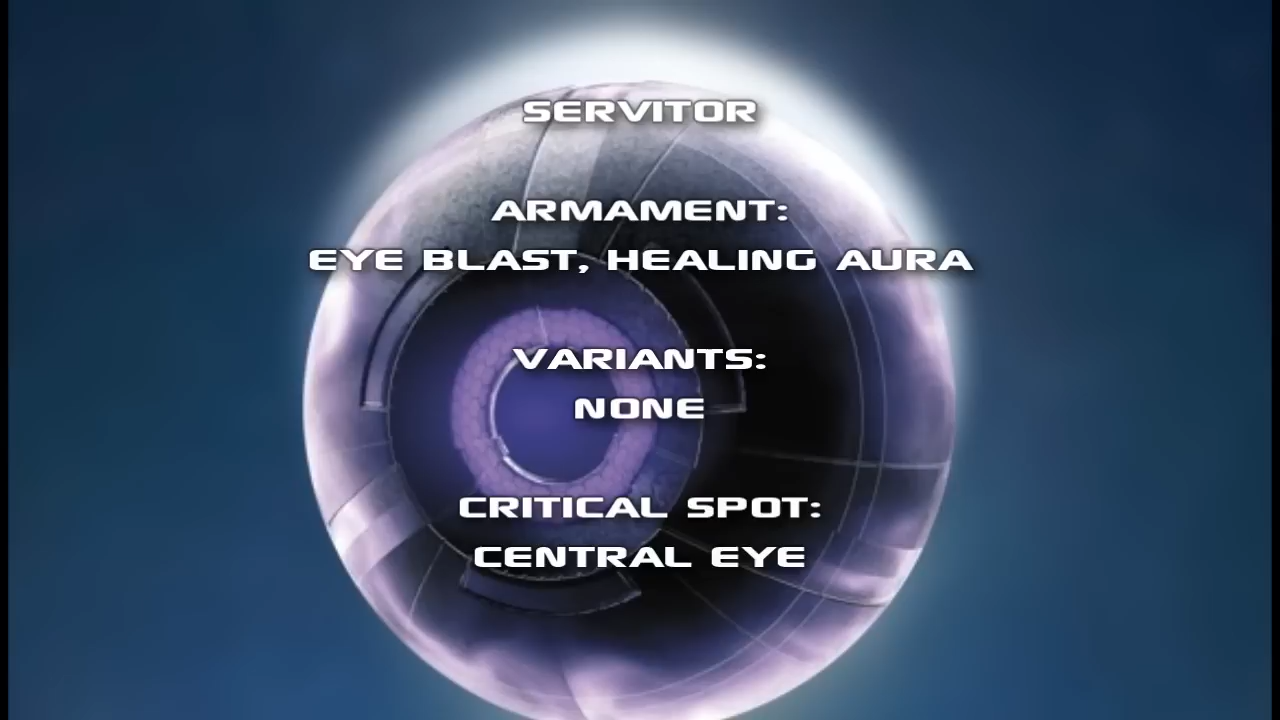 SERVITOR
ARMAMENT:
EYE BLAST, HEALING AURA
VARIANTS:
NONE
CRITICAL SPOT:
CENTRAL EYE